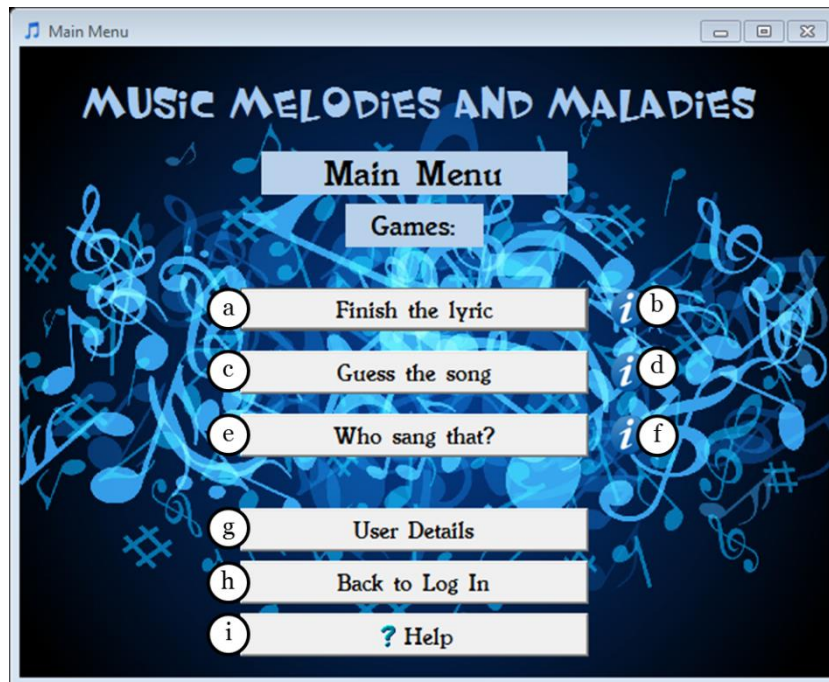 Main Menu
MUSiC MELODiES AND MALADiES
Main Menu
Games:
a Finish the lyric i b
c Guess the song i d
e Who sang that? i f
g User Details
h Back to Log In
i ? Help